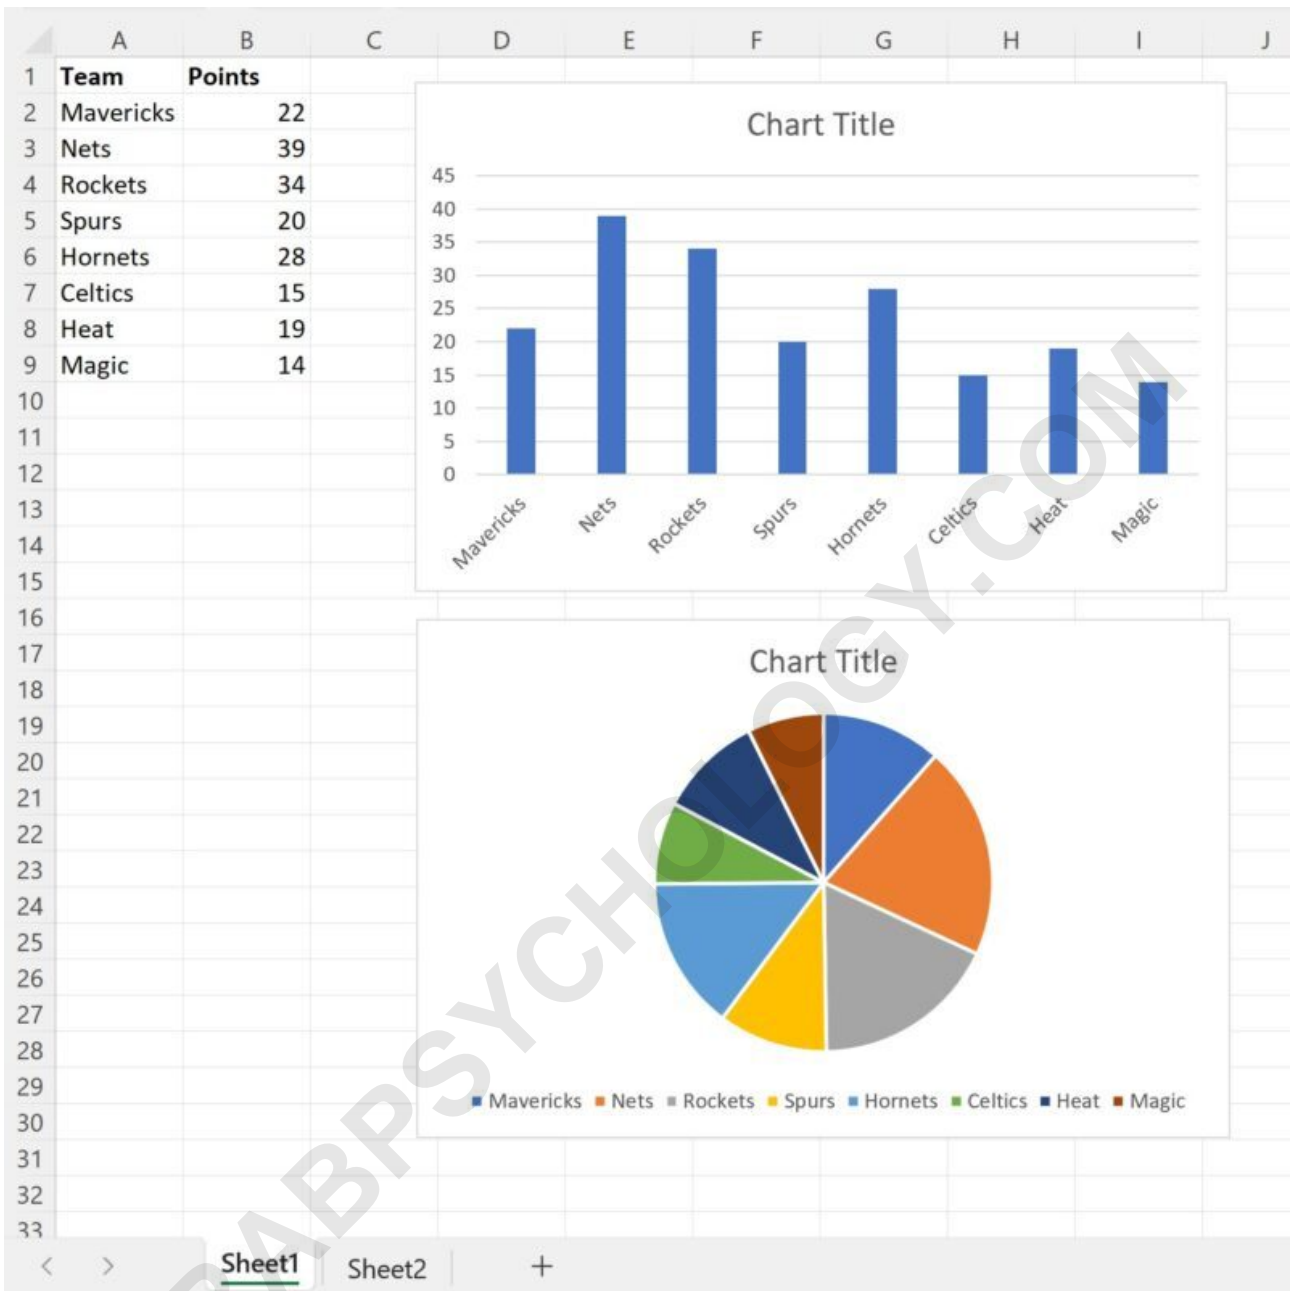 A B C D E F G H I J
1 Team Points
2 Mavericks 22
3 Nets 39
4 Rockets 34
5 Spurs 20
6 Hornets 28
7 Celtics 15
8 Heat 19
9 Magic 14
10
11
12
13
14
15
16
17
18
19
20
21
22
23
24
25
26
27
28
29
30
31
32
33
Chart Title
45
40
35
30
25
20
15
10
5
0
Mavericks Nets Rockets Spurs Hornets Celtics Heat Magic
Chart Title
Mavericks Nets Rockets Spurs Hornets Celtics Heat Magic
Sheet1 Sheet2 +
RABPSYCHOLOGY.COM